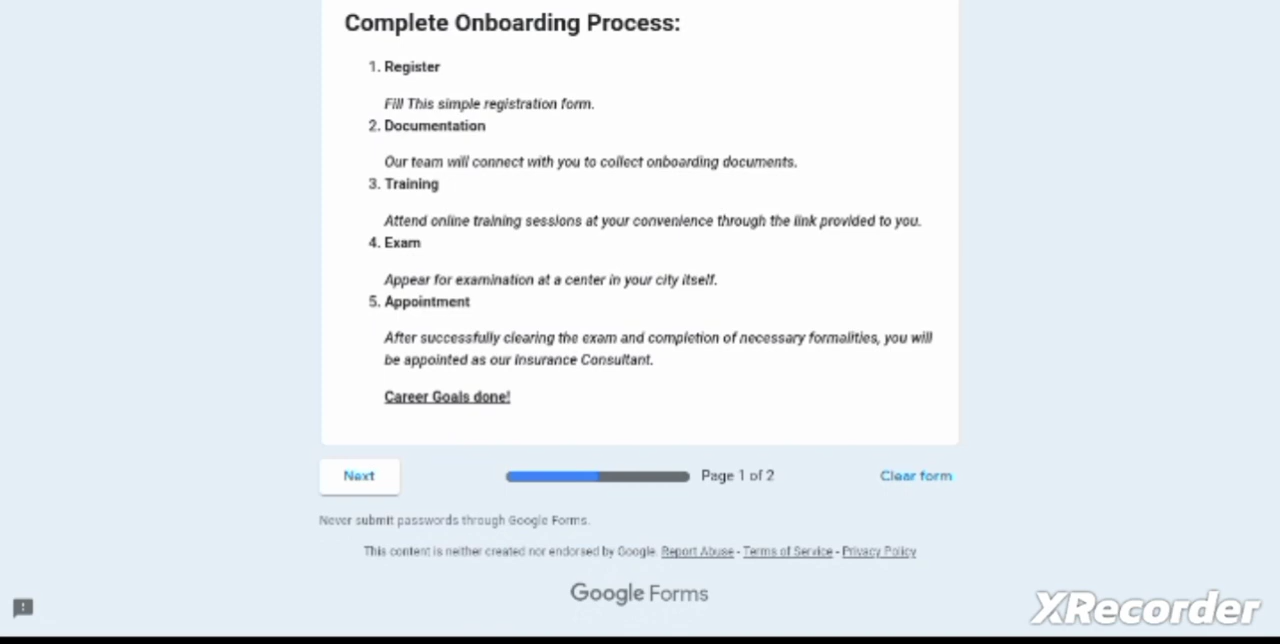 Complete Onboarding Process:
1. Register
Fill This simple registration form.
2. Documentation
Our team will connect with you to collect onboarding documents.
3. Training
Attend online training sessions at your convenience through the link provided to you.
4. Exam
Appear for examination at a center in your city itself.
5. Appointment
After successfully clearing the exam and completion of necessary formalities, you will
be appointed as our Insurance Consultant.
Career Goals done!
Next Page 1 of 2 Clear form
Never submit passwords through Google Forms.
This content is neither created nor endorsed by Google. Report Abuse - Terms of Service - Privacy Policy
Google Forms
XRecorder